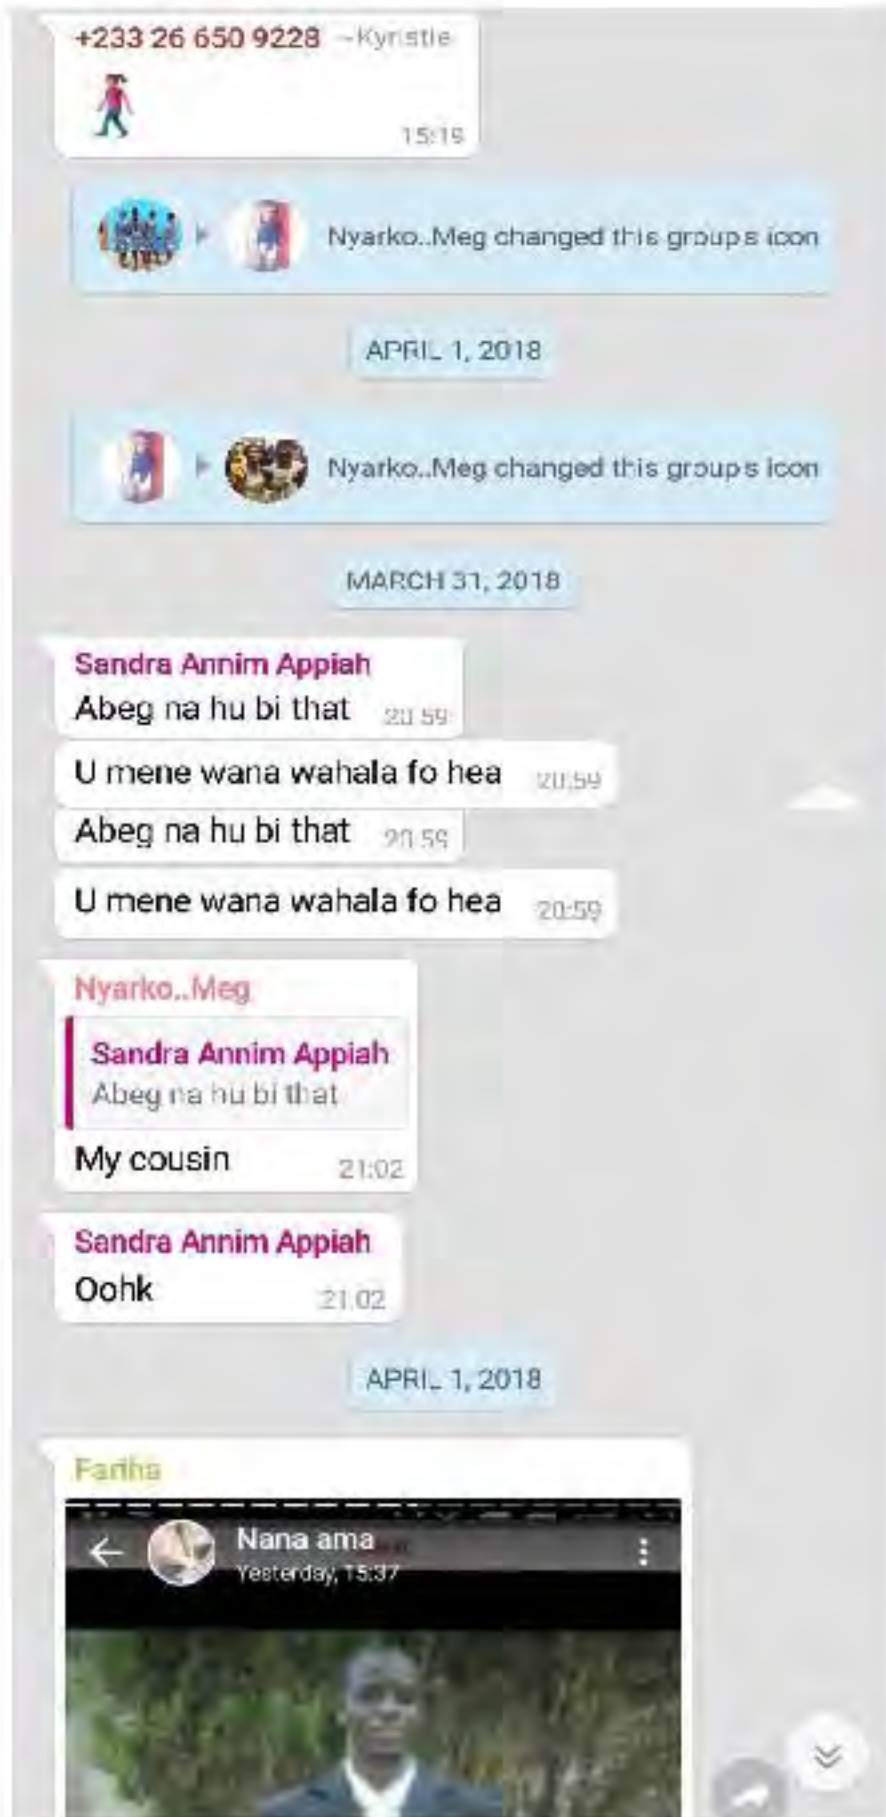 +233 26 650 9228 ~Kyristie
15:19
Nyarko..Meg changed this group's icon
APRIL 1, 2018
Nyarko..Meg changed this group's icon
MARCH 31, 2018
Sandra Annim Appiah
Abeg na hu bi that 20:59
U mene wana wahala fo hea 20:59
Abeg na hu bi that 20:59
U mene wana wahala fo hea 20:59
Nyarko..Meg
Sandra Annim Appiah
Abeg na hu bi that
My cousin 21:02
Sandra Annim Appiah
Oohk 21:02
APRIL 1, 2018
Fariha
Nana ama
Yesterday, 15:37